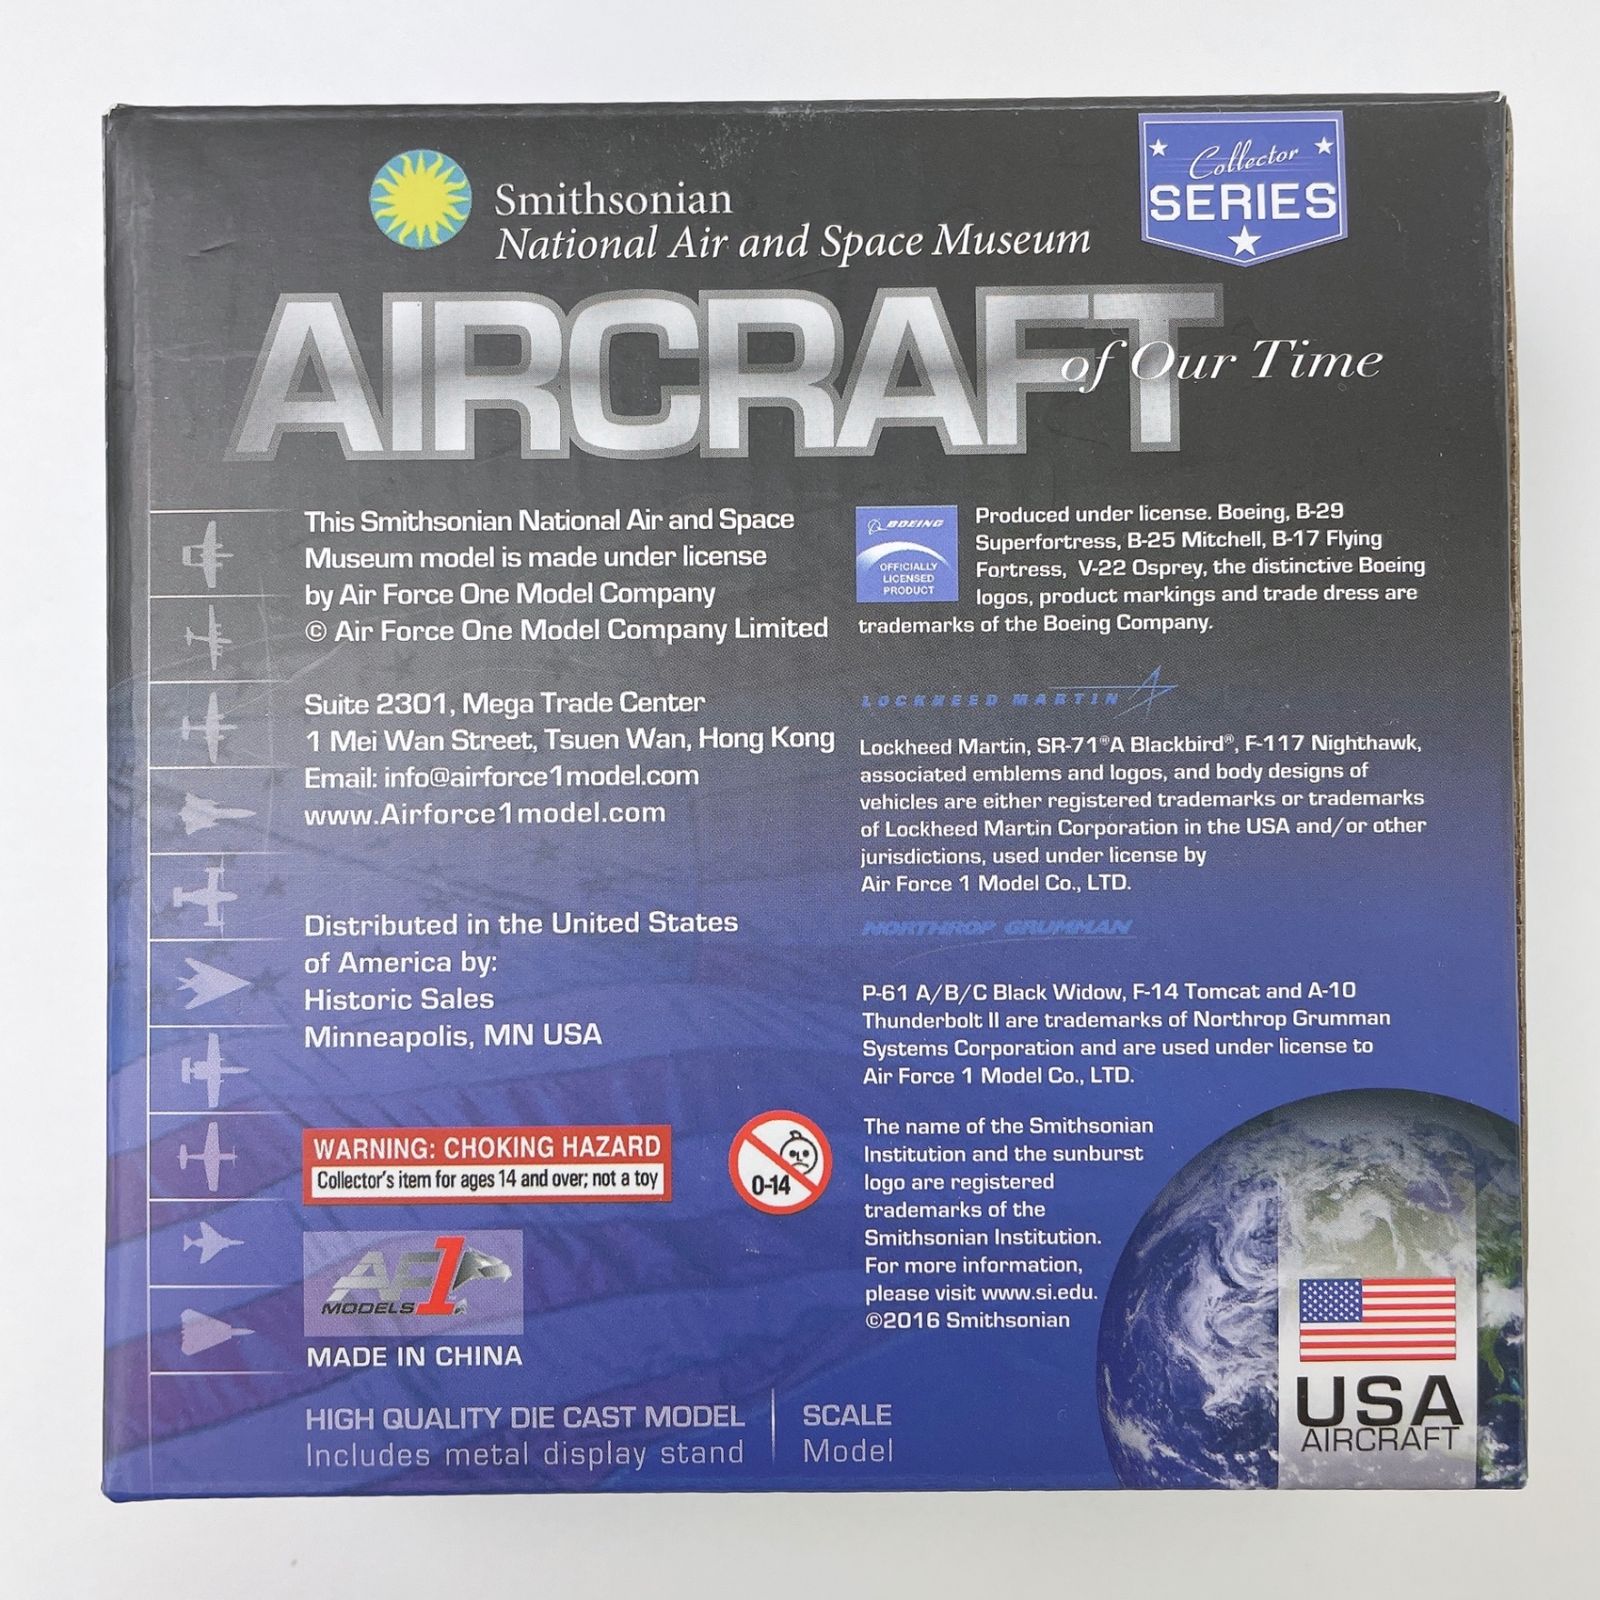 Smithsonian
National Air and Space Museum
Collector
SERIES
AIRCRAFT
of Our Time
This Smithsonian National Air and Space
Museum model is made under license
by Air Force One Model Company
© Air Force One Model Company Limited
Suite 2301, Mega Trade Center
1 Mei Wan Street, Tsuen Wan, Hong Kong
Email: info@airforce1model.com
www.Airforce1model.com
Distributed in the United States
of America by:
Historic Sales
Minneapolis, MN USA
WARNING: CHOKING HAZARD
Collector's item for ages 14 and over; not a toy
0-14
AF1
MODELS
MADE IN CHINA
HIGH QUALITY DIE CAST MODEL
Includes metal display stand
SCALE
Model
BOEING
OFFICIALLY
LICENSED
PRODUCT
Produced under license. Boeing, B-29
Superfortress, B-25 Mitchell, B-17 Flying
Fortress, V-22 Osprey, the distinctive Boeing
logos, product markings and trade dress are
trademarks of the Boeing Company.
LOCKHEED MARTIN
Lockheed Martin, SR-71®A Blackbird®, F-117 Nighthawk,
associated emblems and logos, and body designs of
vehicles are either registered trademarks or trademarks
of Lockheed Martin Corporation in the USA and/or other
jurisdictions, used under license by
Air Force 1 Model Co., LTD.
NORTHROP GRUMMAN
P-61 A/B/C Black Widow, F-14 Tomcat and A-10
Thunderbolt II are trademarks of Northrop Grumman
Systems Corporation and are used under license to
Air Force 1 Model Co., LTD.
The name of the Smithsonian
Institution and the sunburst
logo are registered
trademarks of the
Smithsonian Institution.
For more information,
please visit www.si.edu.
©2016 Smithsonian
USA
AIRCRAFT